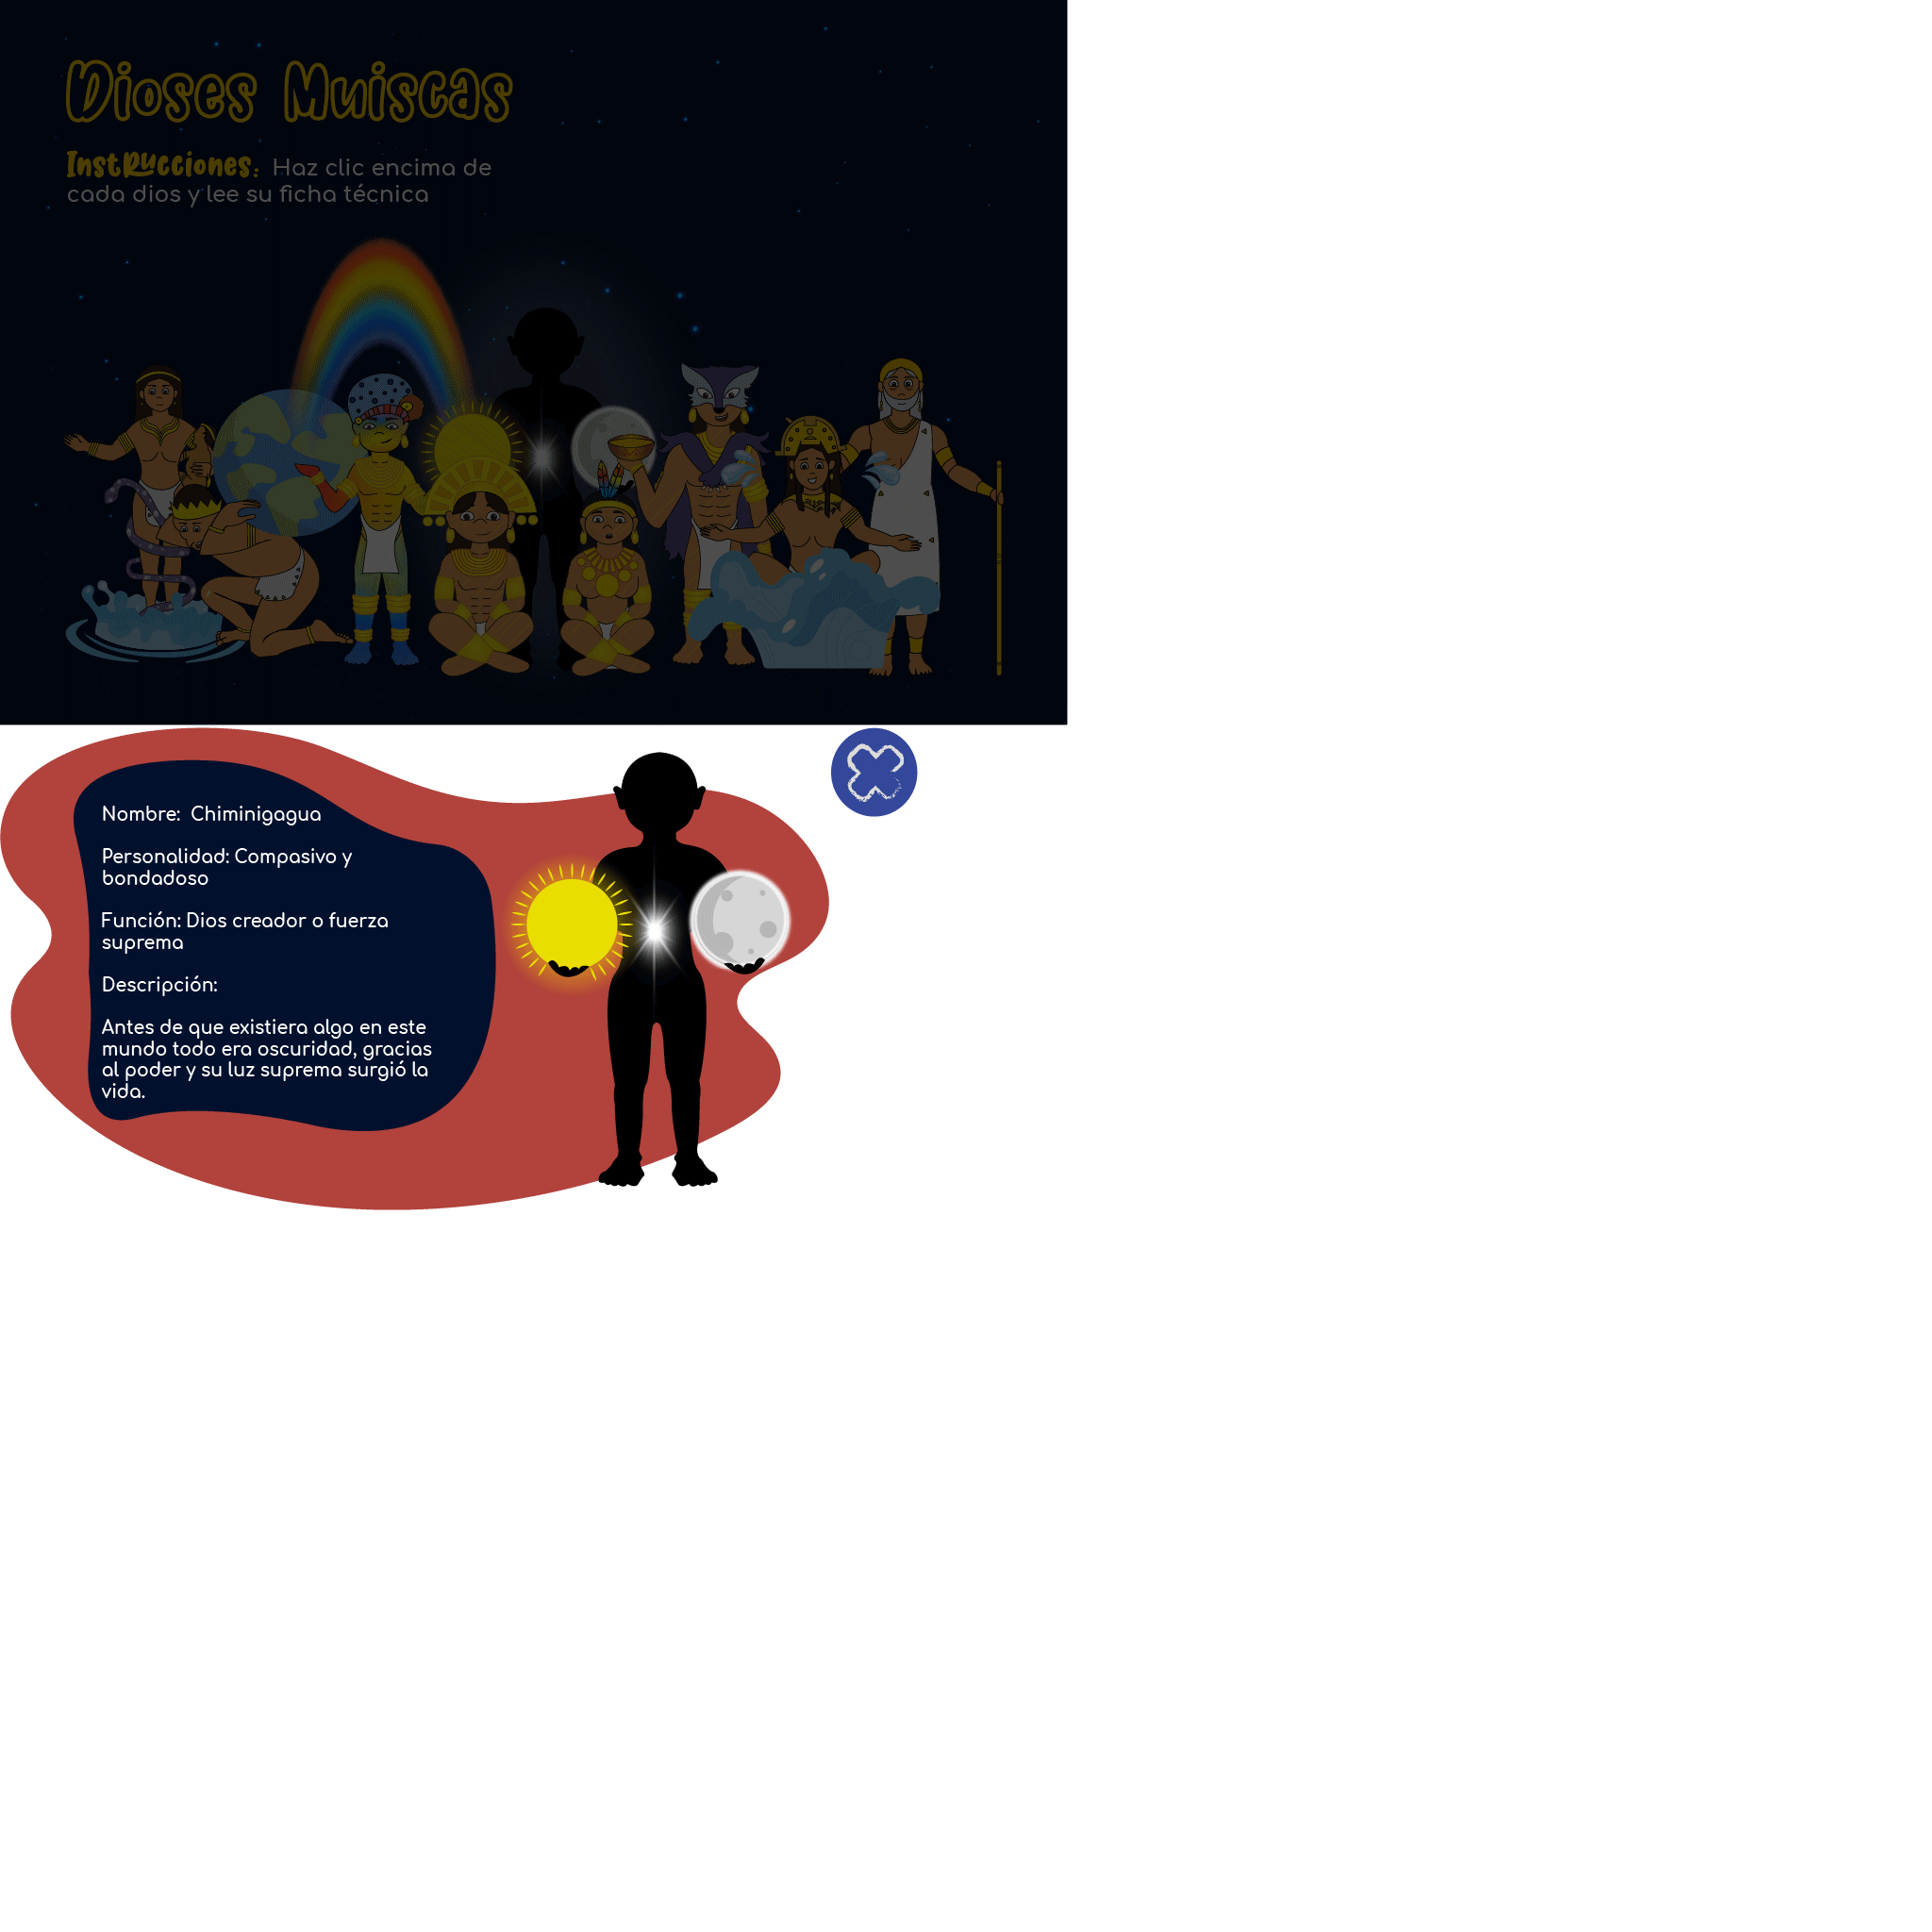 Dioses Muiscas
Instrucciones: Haz clic encima de
cada dios y lee su ficha técnica
Nombre: Chiminigagua
Personalidad: Compasivo y
bondadoso
Función: Dios creador o fuerza
suprema
Descripción:
Antes de que existiera algo en este
mundo todo era oscuridad, gracias
al poder y su luz suprema surgió la
vida.